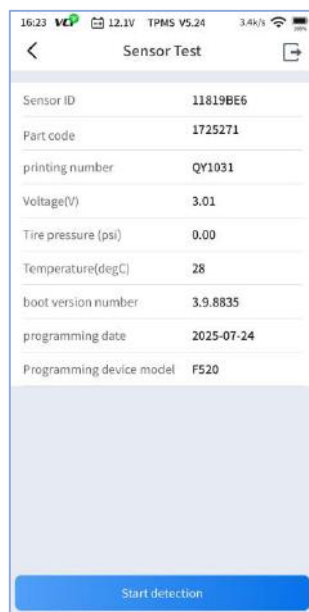 16:23 VCI 12.1V TPMS V5.24 3.4k/s
Sensor Test
Sensor ID 11819BE6
Part code 1725271
printing number QY1031
Voltage(V) 3.01
Tire pressure (psi) 0.00
Temperature(degC) 28
boot version number 3.9.8835
programming date 2025-07-24
Programming device model F520
Start detection